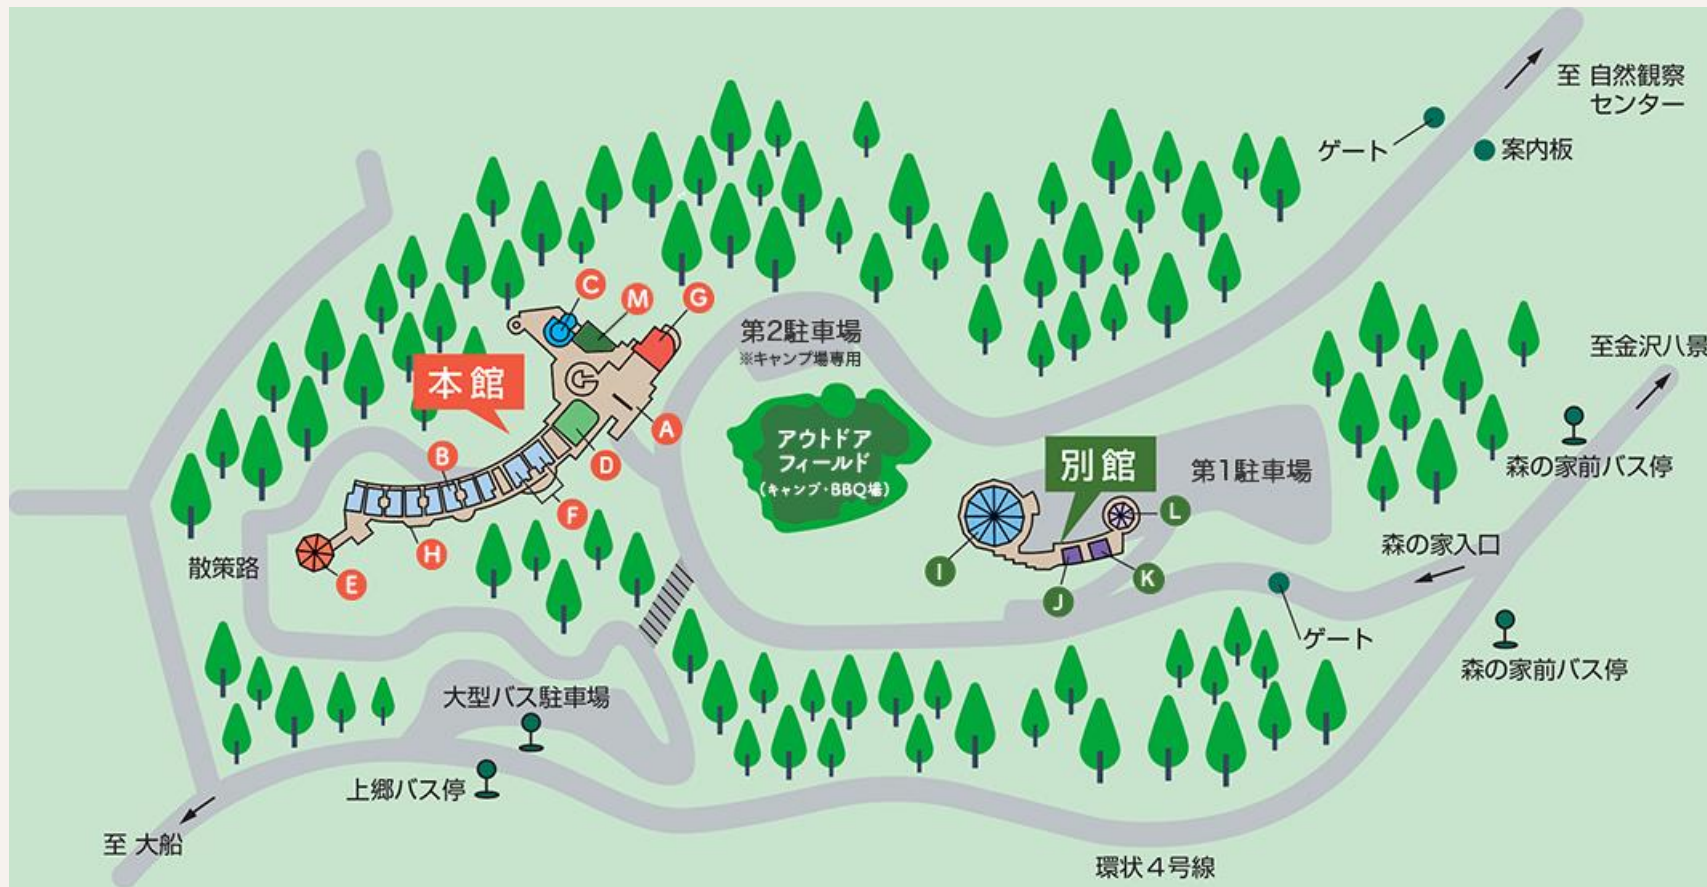 至 自然観察
センター
ゲート
案内板
C
M
G
第2駐車場
※キャンプ場専用
至金沢八景
本館
A
アウトドア
フィールド
(キャンプ・BBQ場)
B
D
別館
第1駐車場
森の家前バス停
F
L
H
I
森の家入口
散策路
E
J
K
ゲート
森の家前バス停
大型バス駐車場
上郷バス停
至 大船
環状4号線